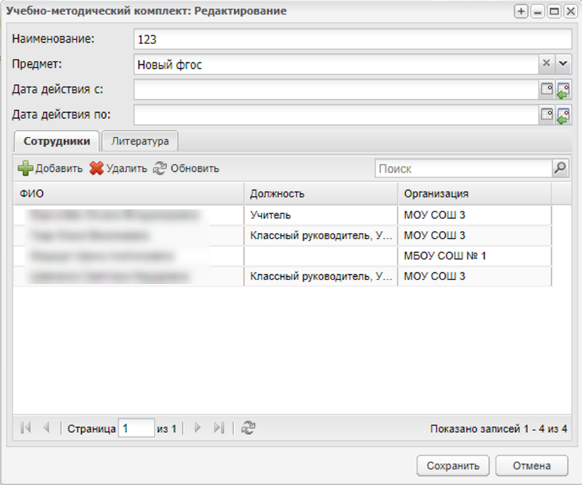 Учебно-методический комплект: Редактирование
Наименование: 123
Предмет: Новый фгос
Дата действия с:
Дата действия по:
Сотрудники Литература
Добавить Удалить Обновить Поиск
ФИО Должность Организация
Учитель МОУ СОШ 3
Классный руководитель, У... МОУ СОШ 3
МБОУ СОШ № 1
Классный руководитель, У... МОУ СОШ 3
Страница 1 из 1 Показано записей 1 - 4 из 4
Сохранить Отмена